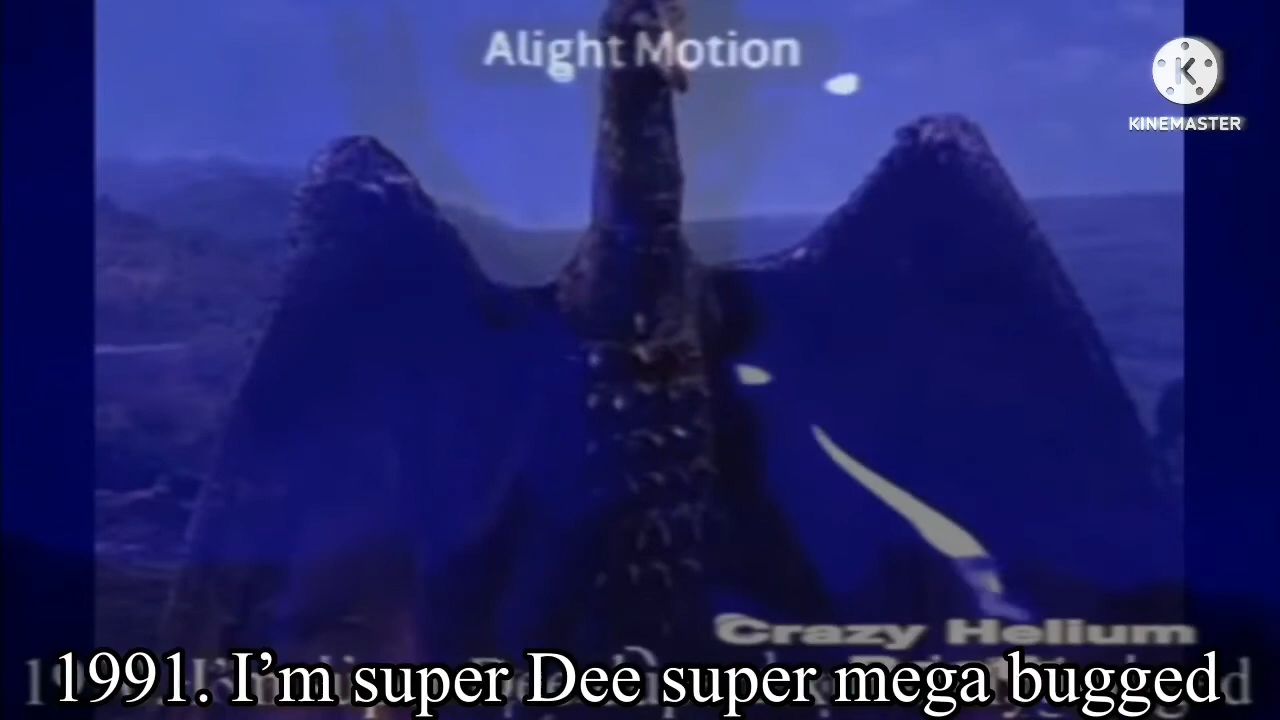 Alight Motion
KINEMASTER
Crazy Helium
1991. I’m super Dee super mega bugged